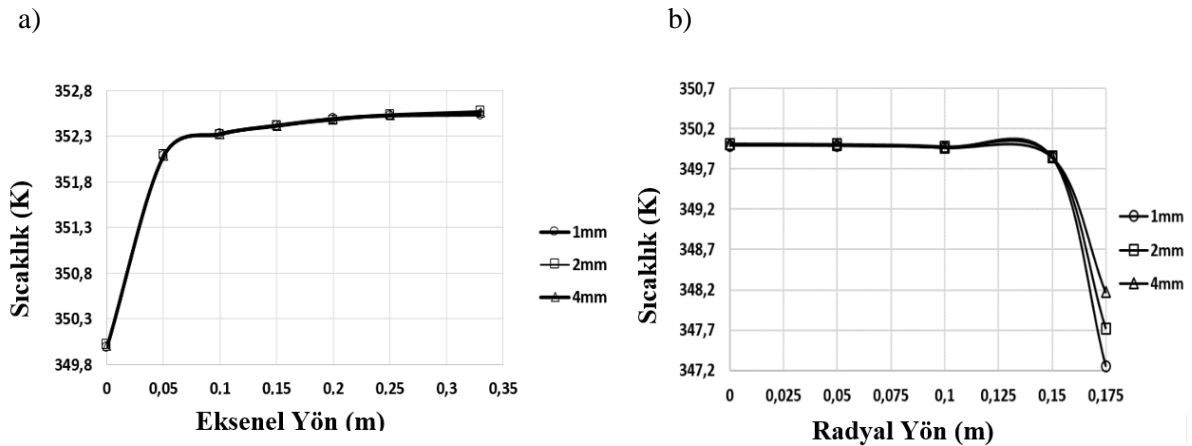 a)
352,8
352,3
351,8
351,3
350,8
350,3
349,8
0
0,05
0,1
0,15
0,2
0,25
0,3
0,35
Sıcaklık (K)
Eksenel Yön (m)
1mm
2mm
4mm
b)
350,7
350,2
349,7
349,2
348,7
348,2
347,7
347,2
0
0,025
0,05
0,075
0,1
0,125
0,15
0,175
Sıcaklık (K)
Radyal Yön (m)
1mm
2mm
4mm